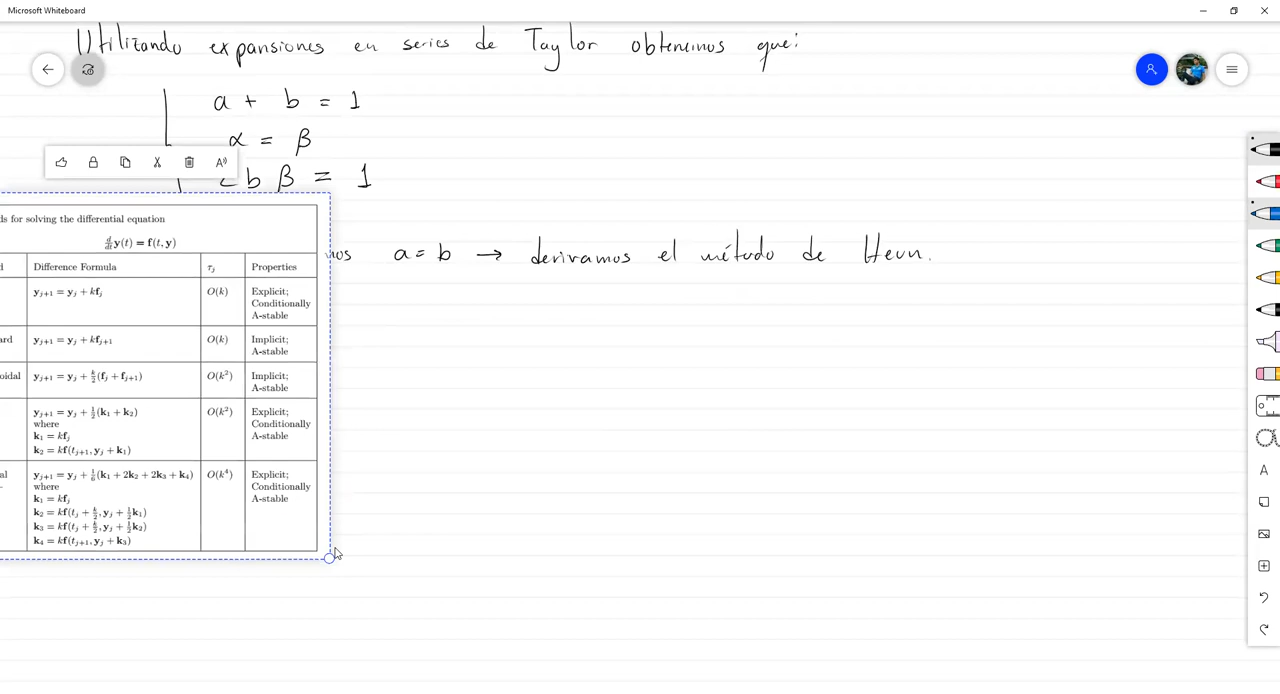 Microsoft Whiteboard
Utilizando expansiones en series de Taylor obtenemos que:
a + b = 1
α = β
2 b β = 1
a = b → derivamos el método de Heun.
for solving the differential equation
d/dt y(t) = f(t, y)
Difference Formula τⱼ Properties
yⱼ₊₁ = yⱼ + kfⱼ O(k) Explicit;
Conditionally
A-stable
yⱼ₊₁ = yⱼ + kfⱼ₊₁ O(k) Implicit;
A-stable
yⱼ₊₁ = yⱼ + k/2(fⱼ + fⱼ₊₁) O(k²) Implicit;
A-stable
yⱼ₊₁ = yⱼ + 1/2(k₁ + k₂) O(k²) Explicit;
where Conditionally
k₁ = kfⱼ A-stable
k₂ = kf(tⱼ₊₁, yⱼ + k₁)
yⱼ₊₁ = yⱼ + 1/6(k₁ + 2k₂ + 2k₃ + k₄) O(k⁴) Explicit;
where Conditionally
k₁ = kfⱼ A-stable
k₂ = kf(tⱼ + k/2, yⱼ + 1/2k₁)
k₃ = kf(tⱼ + k/2, yⱼ + 1/2k₂)
k₄ = kf(tⱼ₊₁, yⱼ + k₃)